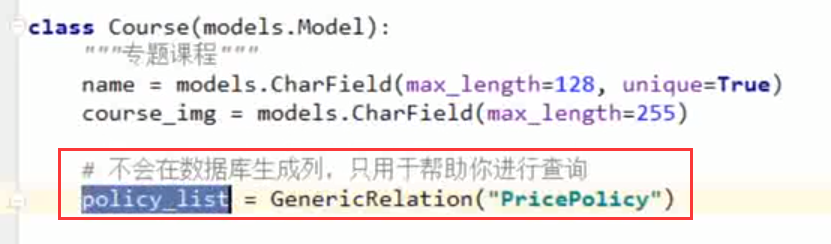 class Course(models.Model):
"""专题课程"""
name = models.CharField(max_length=128, unique=True)
course_img = models.CharField(max_length=255)
# 不会在数据库生成列，只用于帮助你进行查询
policy_list = GenericRelation("PricePolicy")